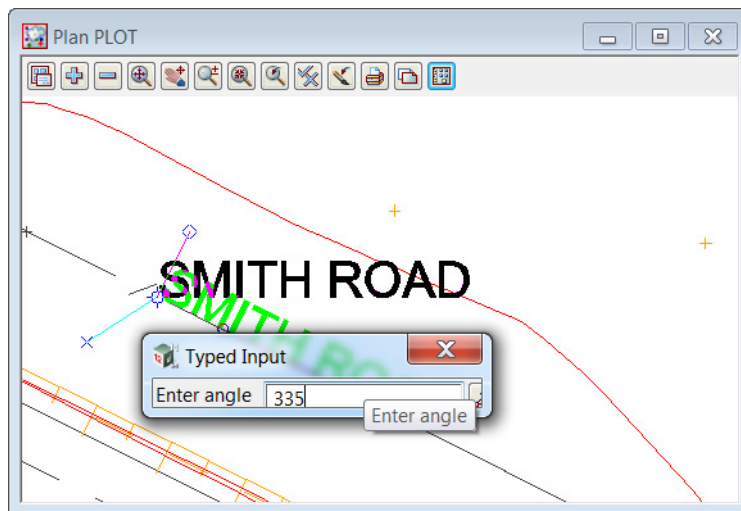 Plan PLOT
SMITH ROAD
SMITH RO
Typed Input
Enter angle 335
Enter angle